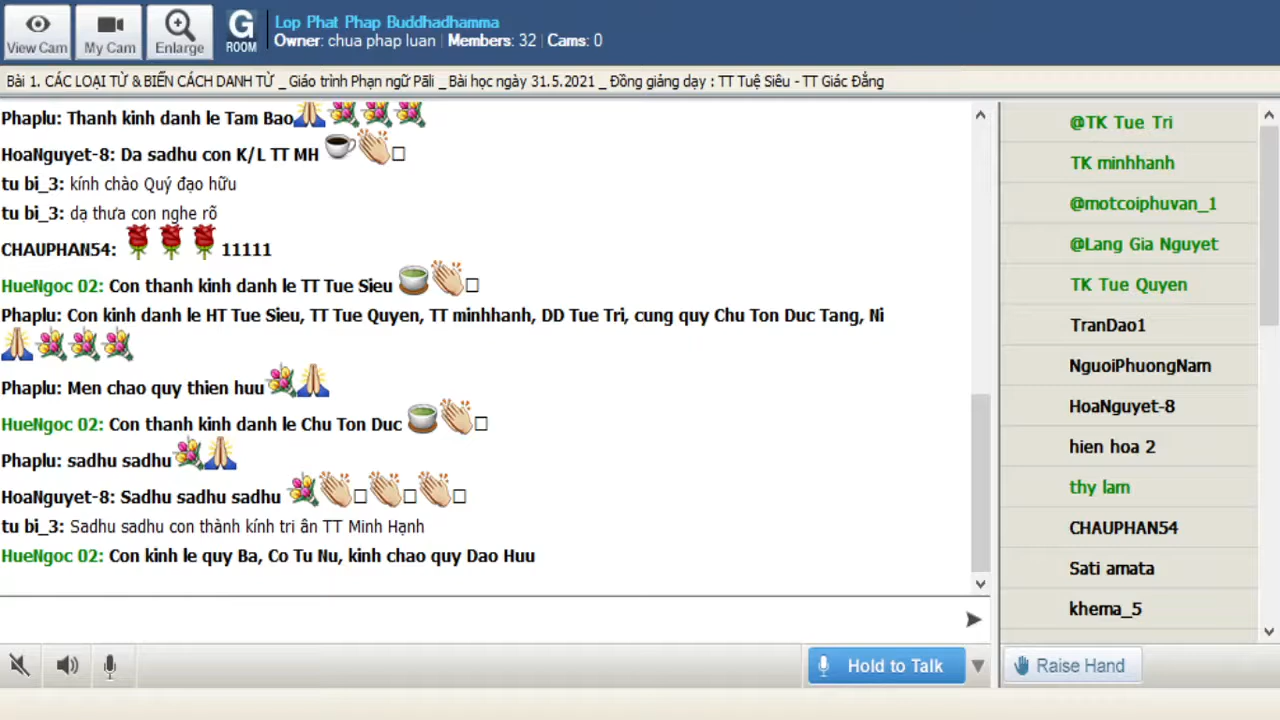 View Cam
My Cam
Enlarge
G
ROOM
Lop Phat Phap Buddhadhamma
Owner: chua phap luan | Members: 32 | Cams: 0
Bài 1. CÁC LOẠI TỪ & BIẾN CÁCH DANH TỪ _ Giáo trình Phạn ngữ Pāli _ Bài học ngày 31.5.2021 _ Đồng giảng dạy : TT Tuệ Siêu - TT Giác Đẳng
Phaplu: Thanh kinh danh le Tam Bao
HoaNguyet-8: Da sadhu con K/L TT MH
tu bi_3: kính chào Quý đạo hữu
tu bi_3: dạ thưa con nghe rõ
CHAUPHAN54: 11111
HueNgoc 02: Con thanh kinh danh le TT Tue Sieu
Phaplu: Con kinh danh le HT Tue Sieu, TT Tue Quyen, TT minhhanh, DD Tue Tri, cung quy Chu Ton Duc Tang, Ni
Phaplu: Men chao quy thien huu
HueNgoc 02: Con thanh kinh danh le Chu Ton Duc
Phaplu: sadhu sadhu
HoaNguyet-8: Sadhu sadhu sadhu
tu bi_3: Sadhu sadhu con thành kính tri ân TT Minh Hạnh
HueNgoc 02: Con kinh le quy Ba, Co Tu Nu, kinh chao quy Dao Huu
@TK Tue Tri
TK minhhanh
@motcoiphuvan_1
@Lang Gia Nguyet
TK Tue Quyen
TranDao1
NguoiPhuongNam
HoaNguyet-8
hien hoa 2
thy lam
CHAUPHAN54
Sati amata
khema_5
Hold to Talk
Raise Hand